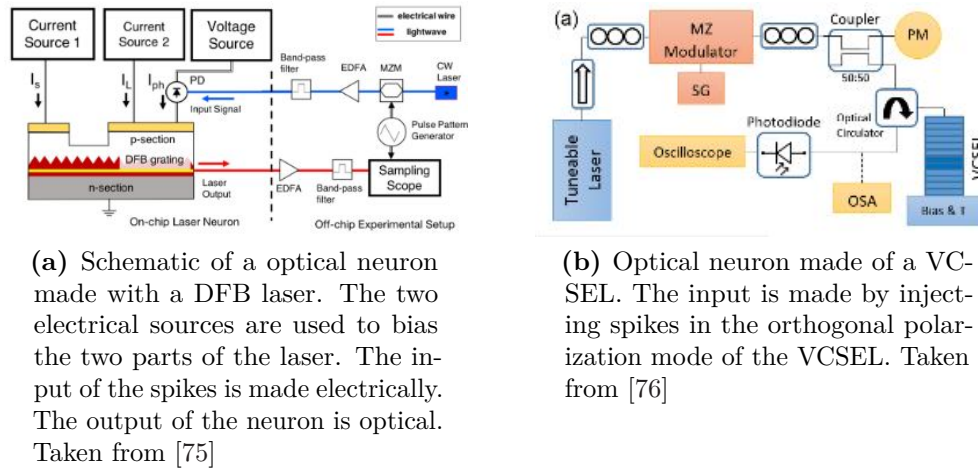 Current
Source 1
Current
Source 2
Voltage
Source
electrical wire
lightwave
I_s
I_L
I_ph
PD
Band-pass
filter
EDFA
MZM
CW
Laser
Input Signal
p-section
DFB grating
n-section
Laser
Output
Pulse Pattern
Generator
EDFA
Band-pass
filter
Sampling
Scope
On-chip Laser Neuron
Off-chip Experimental Setup
(a) Schematic of a optical neuron
made with a DFB laser. The two
electrical sources are used to bias
the two parts of the laser. The in-
put of the spikes is made electrically.
The output of the neuron is optical.
Taken from [75]
(a)
MZ
Modulator
SG
Coupler
50:50
PM
Tuneable
Laser
Oscilloscope
Photodiode
Optical
Circulator
OSA
VCSEL
Bias & T
(b) Optical neuron made of a VC-
SEL. The input is made by inject-
ing spikes in the orthogonal polar-
ization mode of the VCSEL. Taken
from [76]